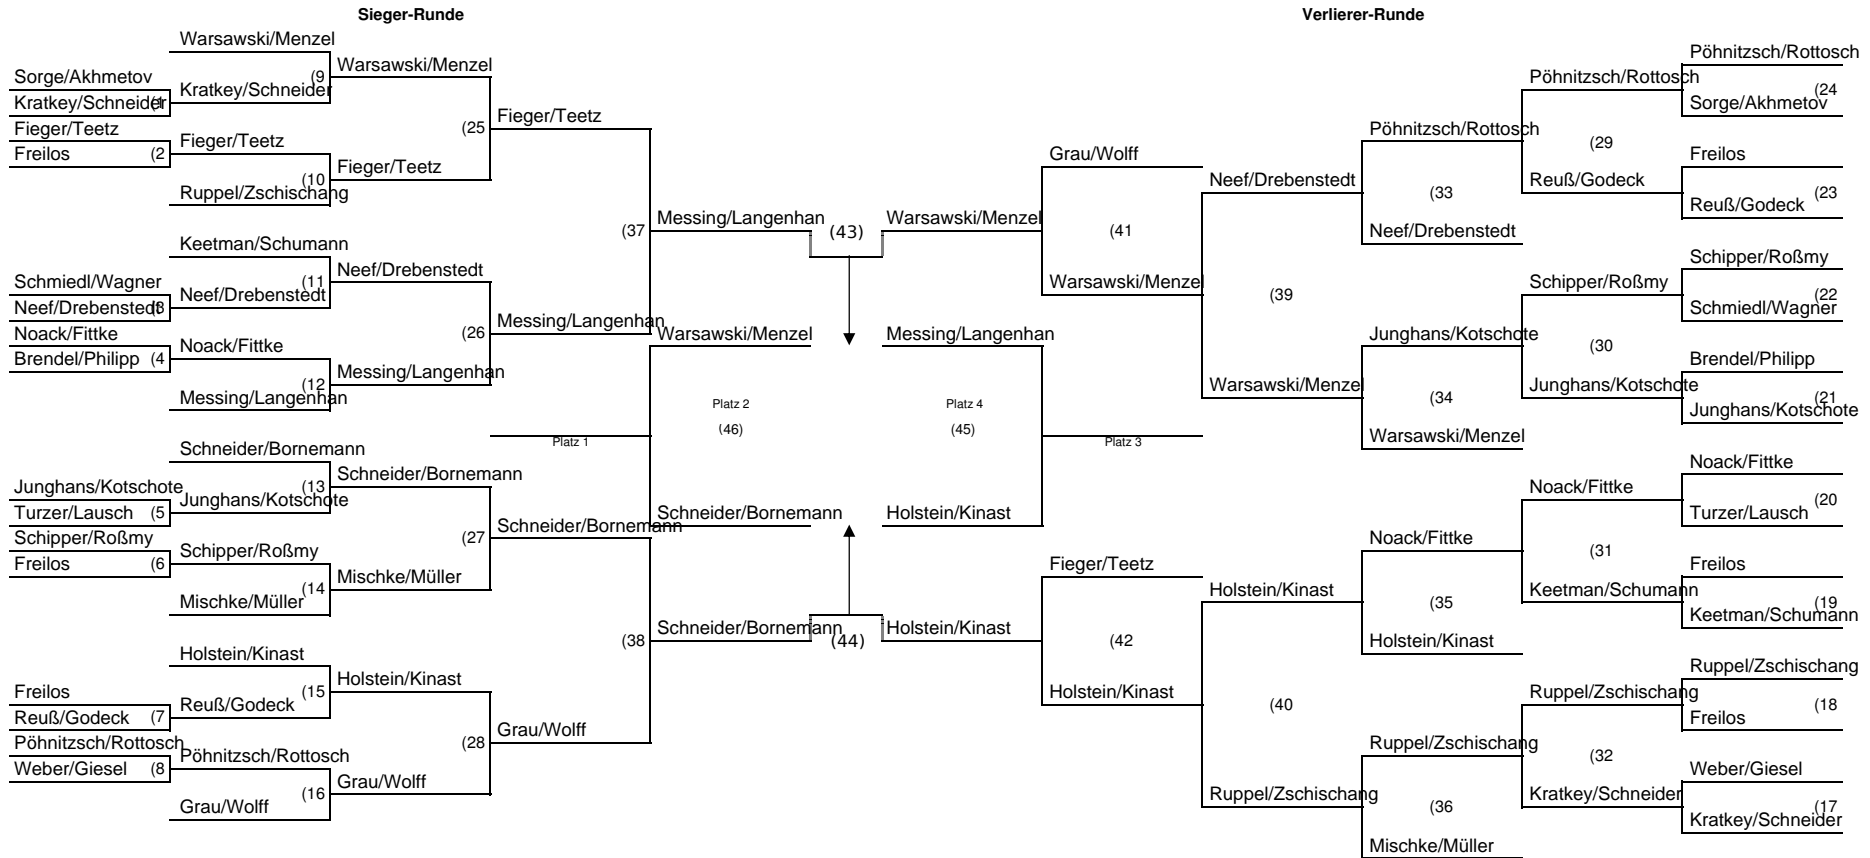 Sieger-Runde
Verlierer-Runde
Warsawski/Menzel
Sorge/Akhmetov
(9
Warsawski/Menzel
Kratkey/Schneider
(1
Kratkey/Schneider
Fieger/Teetz
(25
Fieger/Teetz
Freilos
(2
Fieger/Teetz
(10
Fieger/Teetz
Ruppel/Zschischang
Fieger/Teetz
(37
Messing/Langenhan
Keetman/Schumann
Schmiedl/Wagner
(11
Neef/Drebenstedt
Neef/Drebenstedt
(3
Neef/Drebenstedt
Noack/Fittke
(26
Messing/Langenhan
Brendel/Philipp
(4
Noack/Fittke
(12
Messing/Langenhan
Messing/Langenhan
Warsawski/Menzel
Platz 2
(46)
Platz 1
Schneider/Bornemann
Schneider/Bornemann
Junghans/Kotschote
(13
Schneider/Bornemann
Turzer/Lausch
(5
Junghans/Kotschote
Schipper/Roßmy
(27
Schneider/Bornemann
Freilos
(6
Schipper/Roßmy
(14
Mischke/Müller
Mischke/Müller
(38
Schneider/Bornemann
Holstein/Kinast
Freilos
(15
Holstein/Kinast
Reuß/Godeck
(7
Reuß/Godeck
Pöhnitzsch/Rottosch
(28
Grau/Wolff
Weber/Giesel
(8
Pöhnitzsch/Rottosch
(16
Grau/Wolff
Grau/Wolff
(43)
(44)
Warsawski/Menzel
Messing/Langenhan
Platz 4
(45)
Platz 3
Holstein/Kinast
Holstein/Kinast
Grau/Wolff
(41
Warsawski/Menzel
Fieger/Teetz
(42
Holstein/Kinast
Neef/Drebenstedt
(39
Warsawski/Menzel
Holstein/Kinast
(40
Ruppel/Zschischang
Pöhnitzsch/Rottosch
(33
Neef/Drebenstedt
Junghans/Kotschote
(34
Warsawski/Menzel
Noack/Fittke
(35
Holstein/Kinast
Ruppel/Zschischang
(36
Mischke/Müller
Pöhnitzsch/Rottosch
(29
Reuß/Godeck
Schipper/Roßmy
(30
Junghans/Kotschote
Noack/Fittke
(31
Keetman/Schumann
Ruppel/Zschischang
(32
Kratkey/Schneider
Pöhnitzsch/Rottosch
(24
Sorge/Akhmetov
Freilos
(23
Reuß/Godeck
Schipper/Roßmy
(22
Schmiedl/Wagner
Brendel/Philipp
(21
Junghans/Kotschote
Noack/Fittke
(20
Turzer/Lausch
Freilos
(19
Keetman/Schumann
Ruppel/Zschischang
(18
Freilos
Weber/Giesel
(17
Kratkey/Schneider